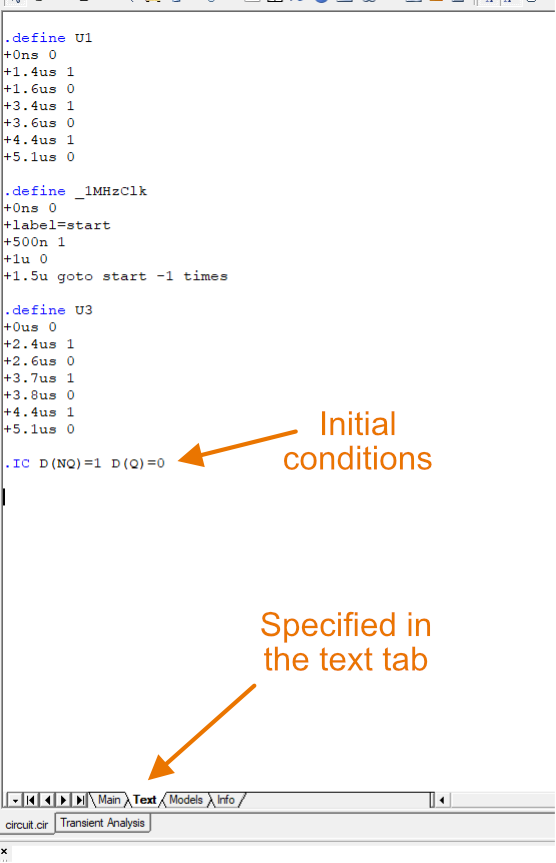 .define U1
+0ns 0
+1.4us 1
+1.6us 0
+3.4us 1
+3.6us 0
+4.4us 1
+5.1us 0
.define _1MHzClk
+0ns 0
+label=start
+500n 1
+1u 0
+1.5u goto start -1 times
.define U3
+0us 0
+2.4us 1
+2.6us 0
+3.7us 1
+3.8us 0
+4.4us 1
+5.1us 0
.IC D(NQ)=1 D(Q)=0
Initial
conditions
Specified in
the text tab
Main Text Models Info
circuit.cir Transient Analysis